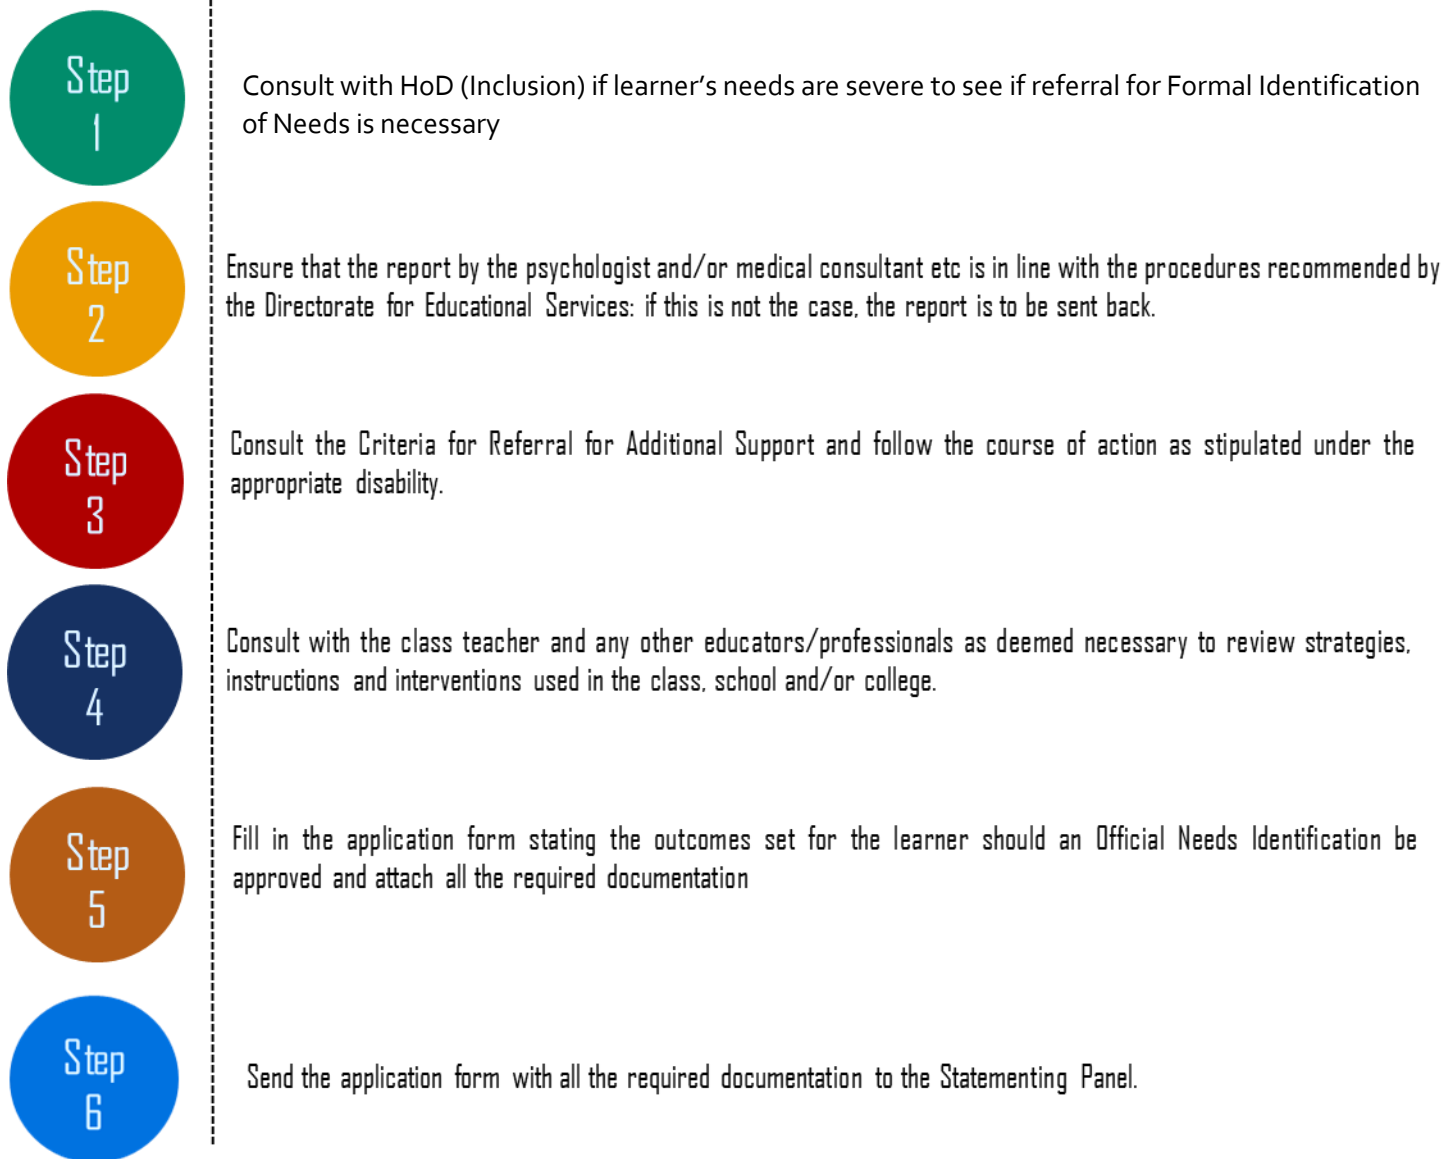 Step
1
Consult with HoD (Inclusion) if learner’s needs are severe to see if referral for Formal Identification
of Needs is necessary
Step
2
Ensure that the report by the psychologist and/or medical consultant etc is in line with the procedures recommended by
the Directorate for Educational Services: if this is not the case, the report is to be sent back.
Step
3
Consult the Criteria for Referral for Additional Support and follow the course of action as stipulated under the
appropriate disability.
Step
4
Consult with the class teacher and any other educators/professionals as deemed necessary to review strategies,
instructions and interventions used in the class, school and/or college.
Step
5
Fill in the application form stating the outcomes set for the learner should an Official Needs Identification be
approved and attach all the required documentation
Step
6
Send the application form with all the required documentation to the Statementing Panel.